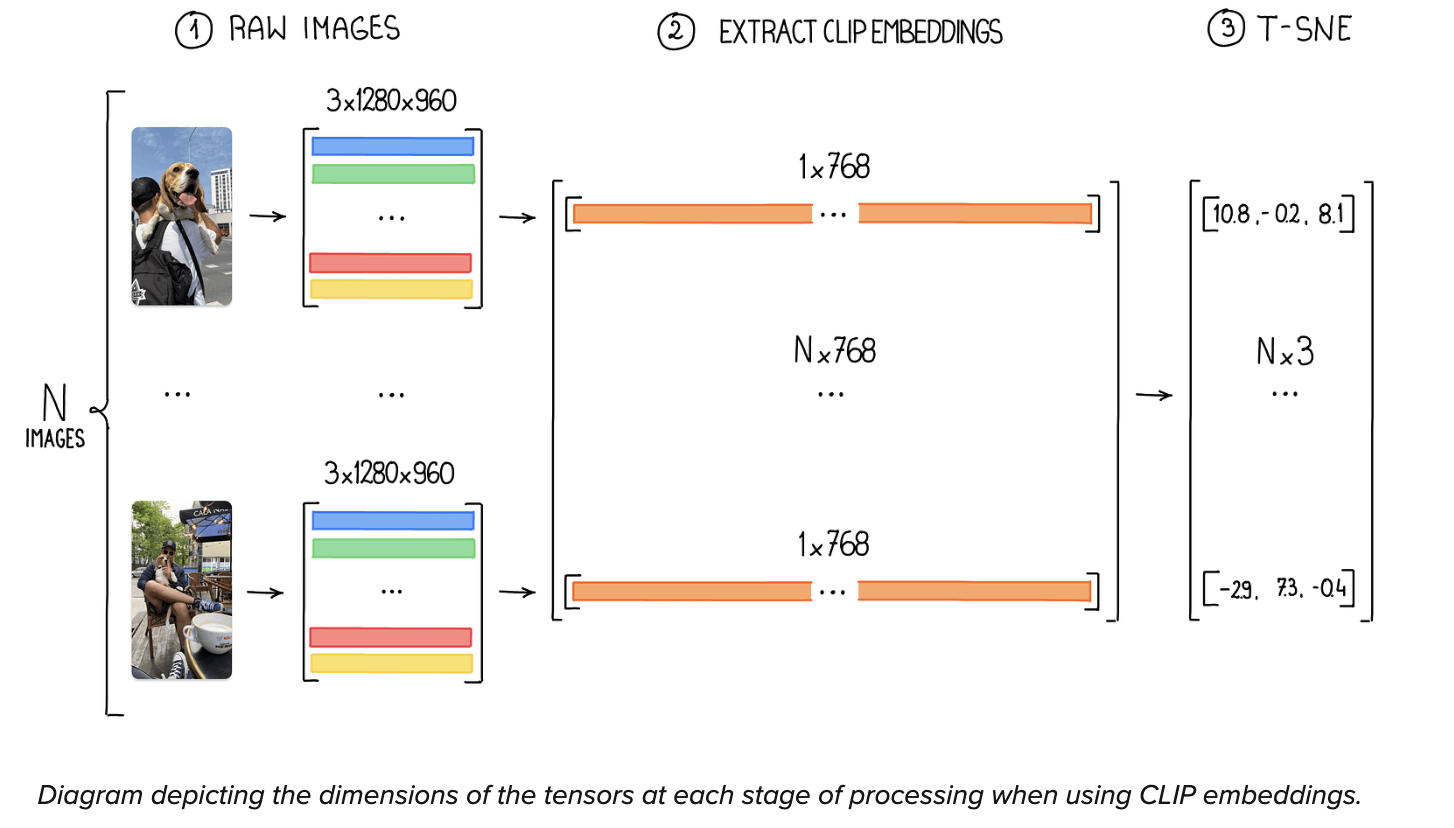 ① RAW IMAGES
② EXTRACT CLIP EMBEDDINGS
③ T-SNE
3x1280x960
1x768
[10.8, -0.2, 8.1]
Nx768
...
Nx3
...
N
IMAGES
...
...
3x1280x960
...
1x768
...
[-2.9, 7.3, -0.4]
Diagram depicting the dimensions of the tensors at each stage of processing when using CLIP embeddings.